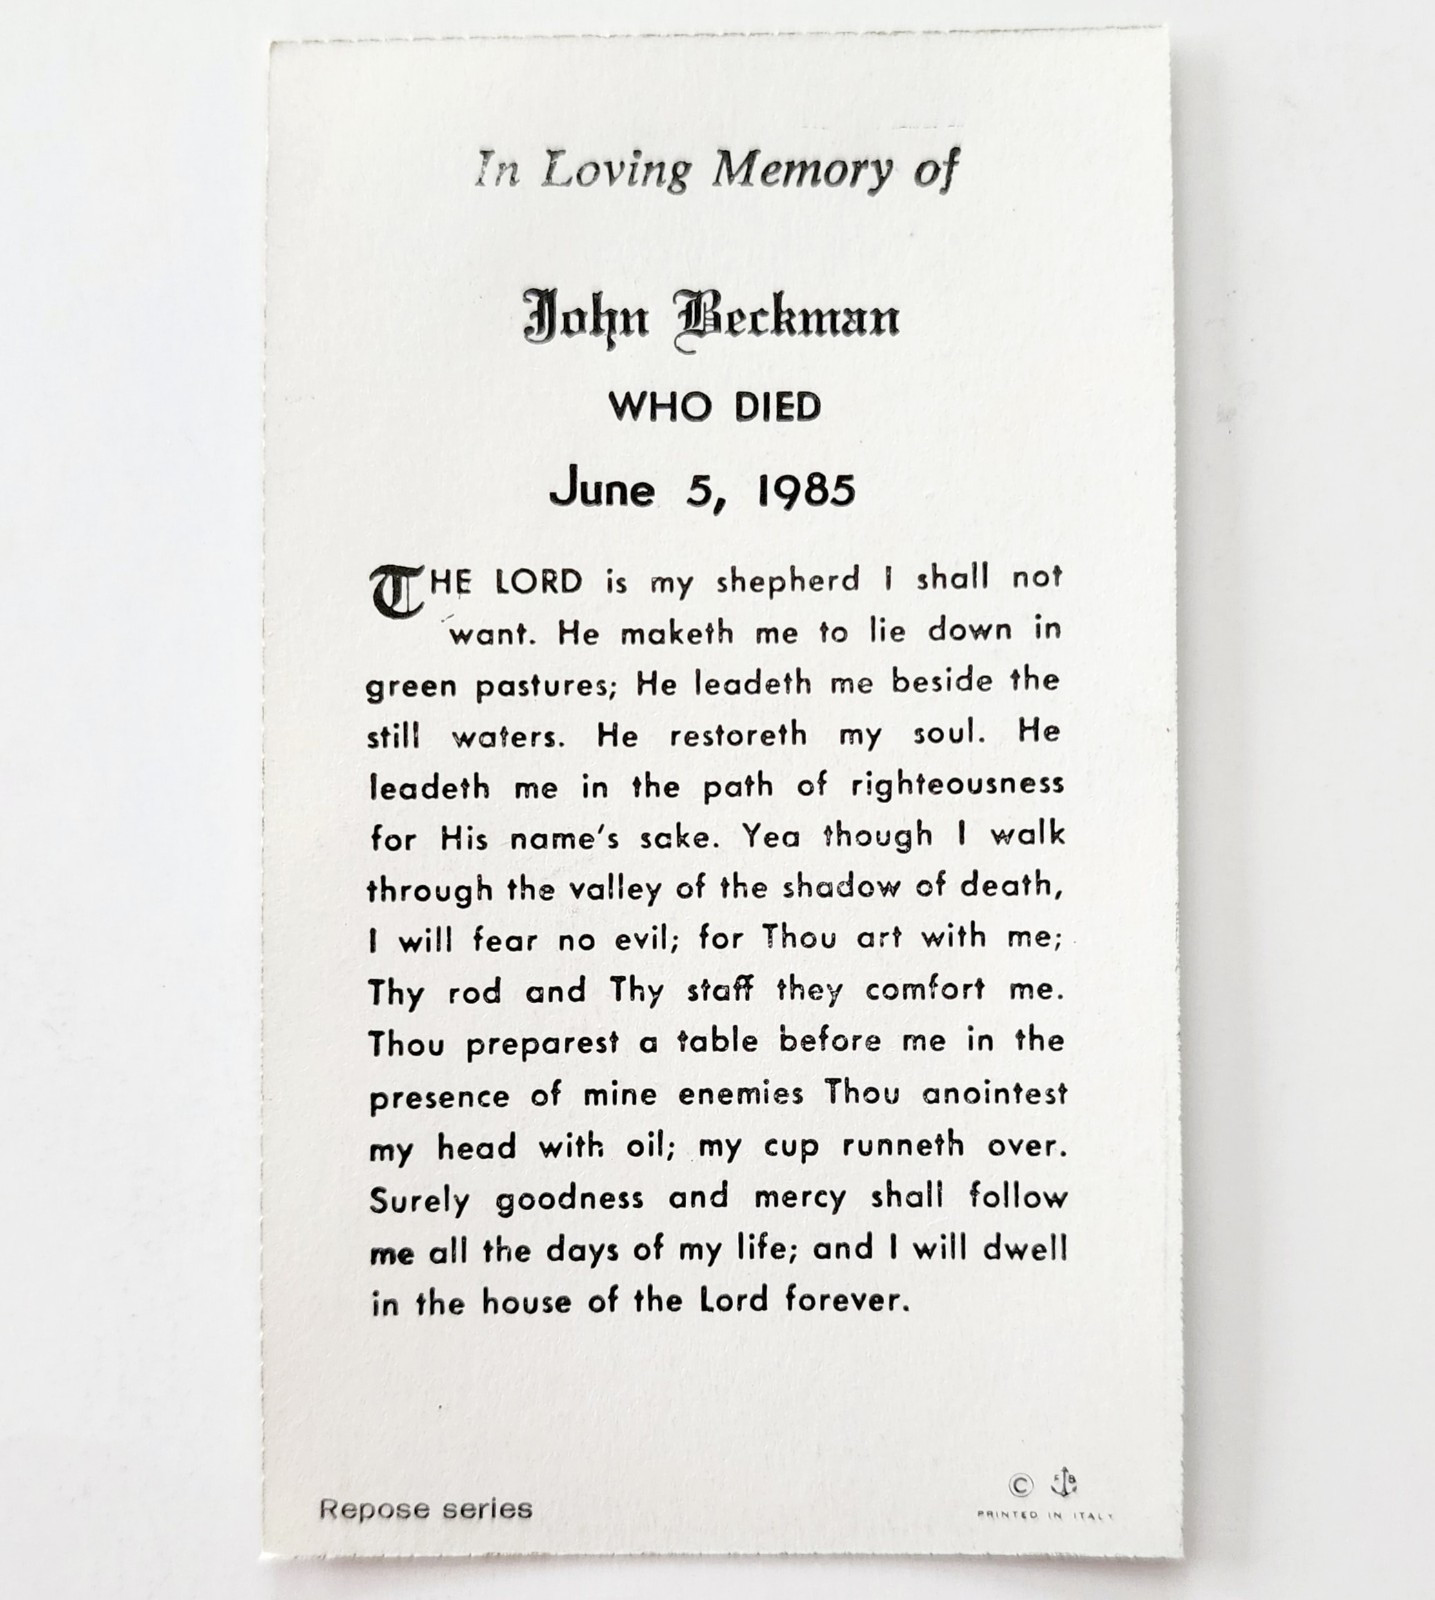 In Loving Memory of
John Beckman
WHO DIED
June 5, 1985
THE LORD is my shepherd I shall not
want. He maketh me to lie down in
green pastures; He leadeth me beside the
still waters. He restoreth my soul. He
leadeth me in the path of righteousness
for His name's sake. Yea though I walk
through the valley of the shadow of death,
I will fear no evil; for Thou art with me;
Thy rod and Thy staff they comfort me.
Thou preparest a table before me in the
presence of mine enemies Thou anointest
my head with oil; my cup runneth over.
Surely goodness and mercy shall follow
me all the days of my life; and I will dwell
in the house of the Lord forever.
Repose series
©
PRINTED IN ITALY